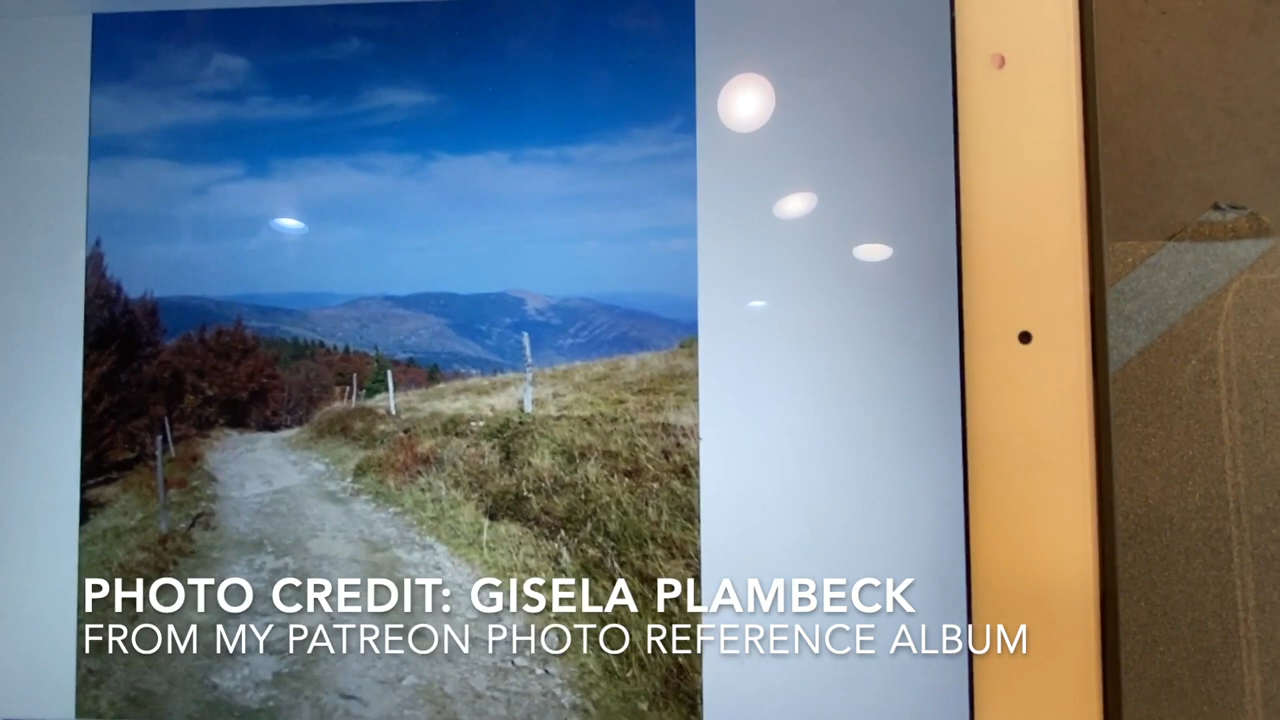 PHOTO CREDIT: GISELA PLAMBECK
FROM MY PATREON PHOTO REFERENCE ALBUM